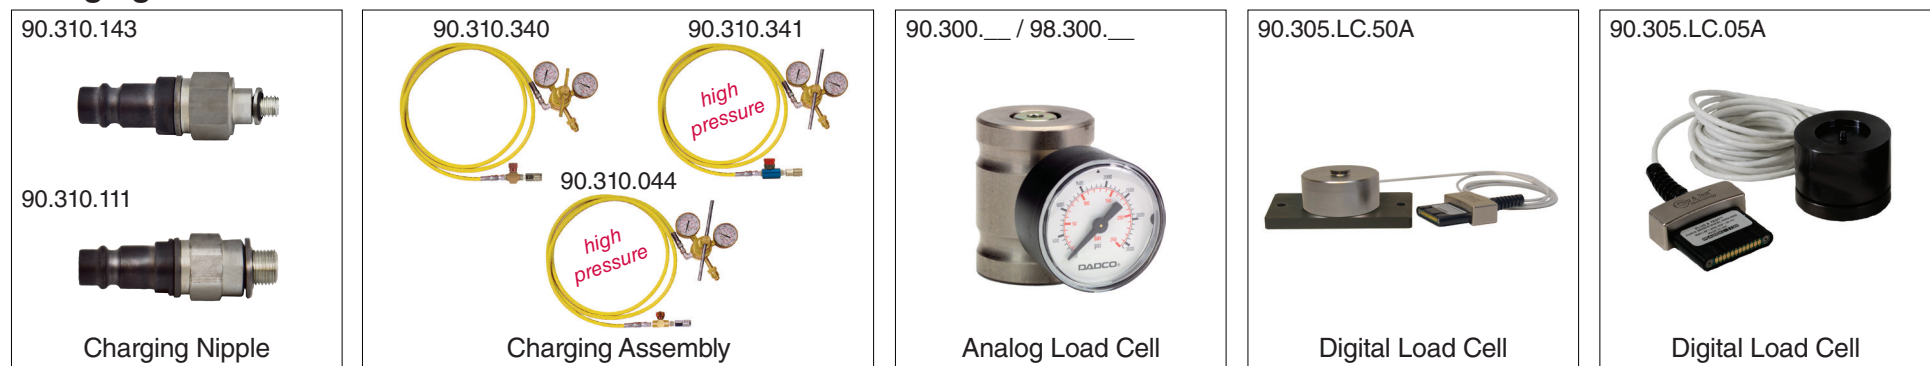 90.310.143
90.310.111
Charging Nipple
90.310.340
90.310.341
high
pressure
90.310.044
high
pressure
Charging Assembly
90.300.__ / 98.300.__
bar
psi
DADCO
Analog Load Cell
90.305.LC.50A
Digital Load Cell
90.305.LC.05A
Digital Load Cell